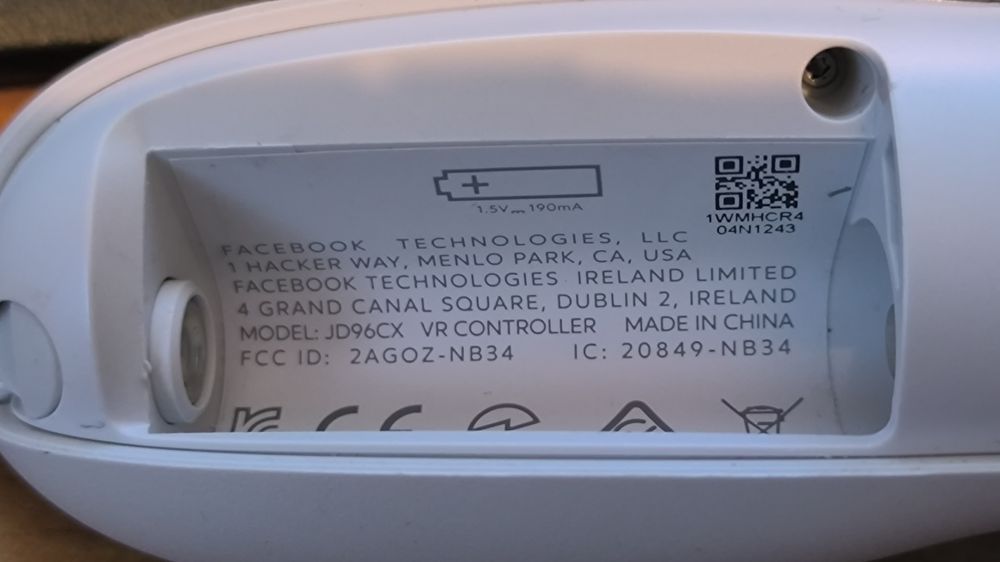 +
1.5V⎓190mA
1WMHCR4
04N1243
FACEBOOK TECHNOLOGIES, LLC
1 HACKER WAY, MENLO PARK, CA, USA
FACEBOOK TECHNOLOGIES IRELAND LIMITED
4 GRAND CANAL SQUARE, DUBLIN 2, IRELAND
MODEL: JD96CX VR CONTROLLER MADE IN CHINA
FCC ID: 2AGOZ-NB34 IC: 20849-NB34
CE